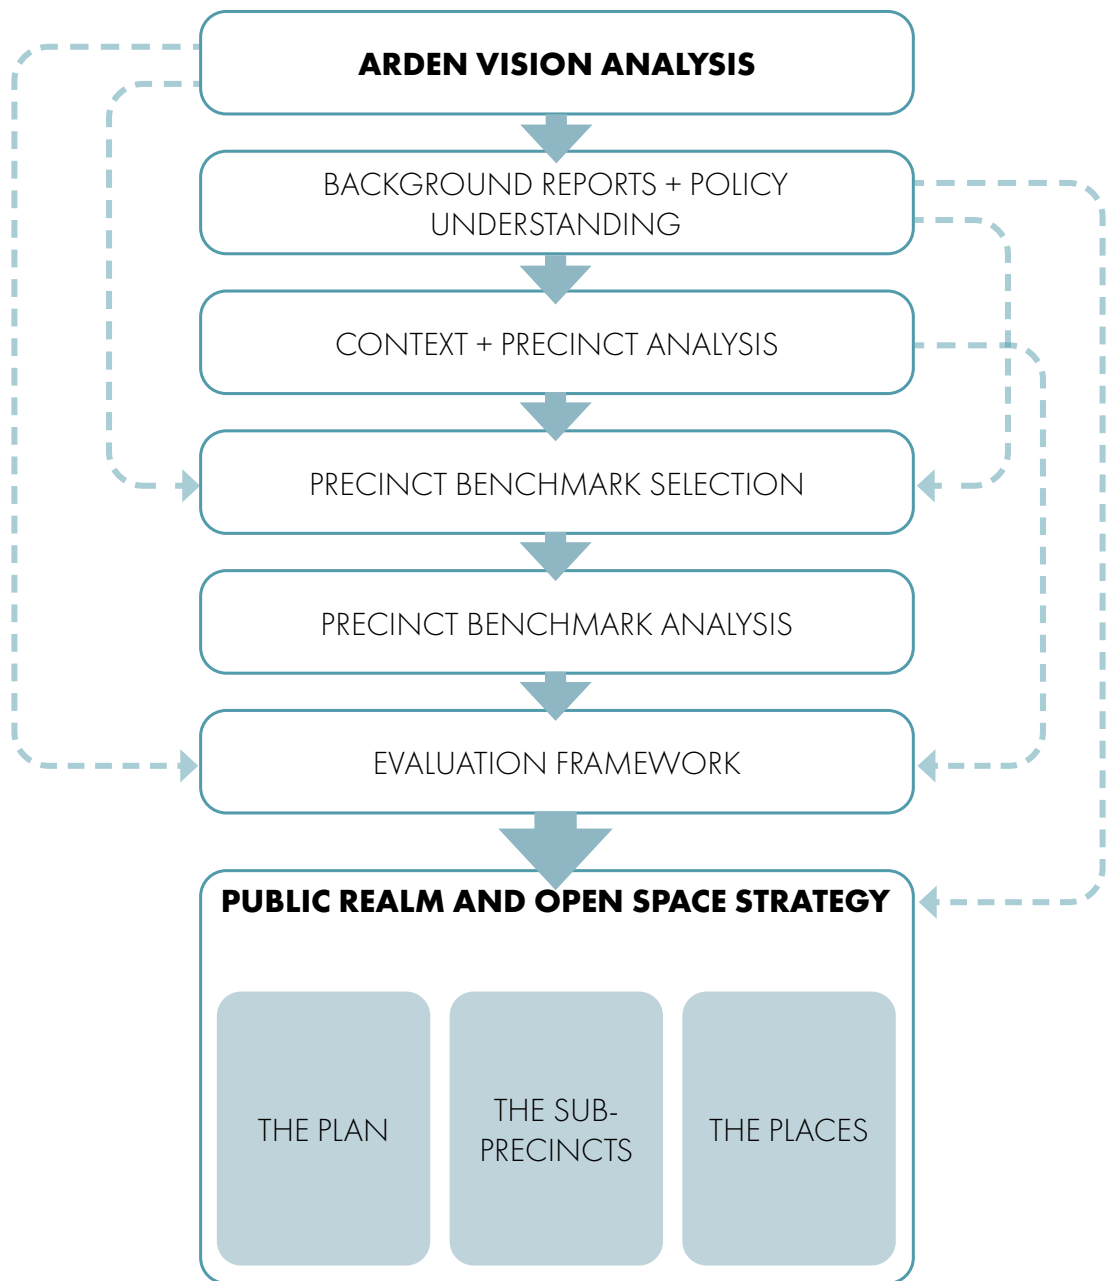 ARDEN VISION ANALYSIS
BACKGROUND REPORTS + POLICY
UNDERSTANDING
CONTEXT + PRECINCT ANALYSIS
PRECINCT BENCHMARK SELECTION
PRECINCT BENCHMARK ANALYSIS
EVALUATION FRAMEWORK
PUBLIC REALM AND OPEN SPACE STRATEGY
THE PLAN
THE SUB-
PRECINCTS
THE PLACES